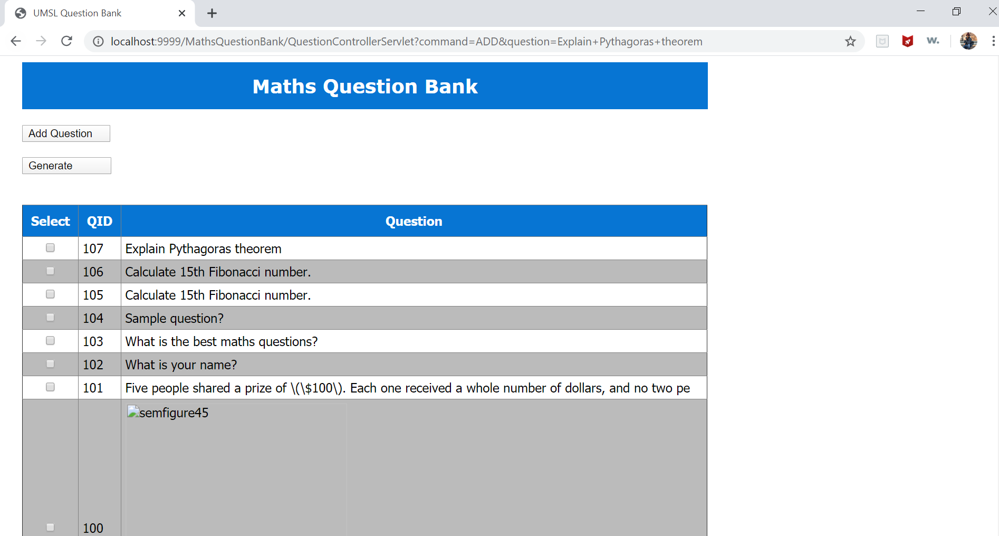 UMSL Question Bank
localhost:9999/MathsQuestionBank/QuestionControllerServlet?command=ADD&question=Explain+Pythagoras+theorem
w.
Maths Question Bank
Add Question
Generate
Select QID Question
107 Explain Pythagoras theorem
106 Calculate 15th Fibonacci number.
105 Calculate 15th Fibonacci number.
104 Sample question?
103 What is the best maths questions?
102 What is your name?
101 Five people shared a prize of \(\$100\). Each one received a whole number of dollars, and no two pe
semfigure45
100